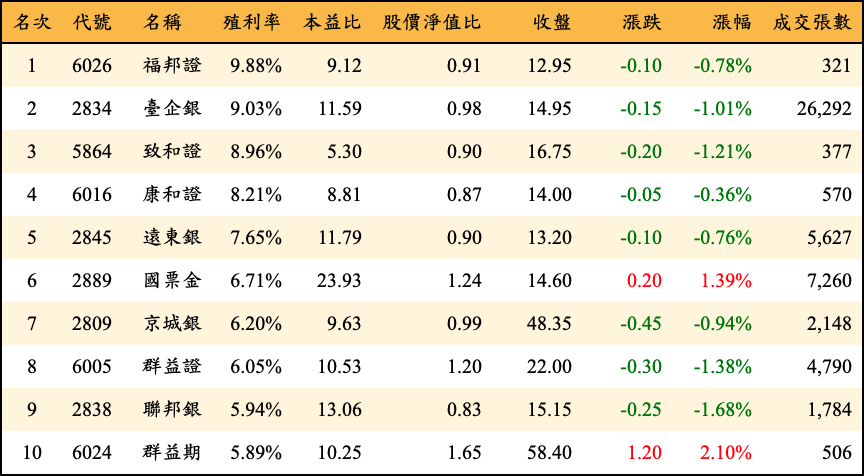 名次 代號 名稱 殖利率 本益比 股價淨值比 收盤 漲跌 漲幅 成交張數
1 6026 福邦證 9.88% 9.12 0.91 12.95 -0.10 -0.78% 321
2 2834 臺企銀 9.03% 11.59 0.98 14.95 -0.15 -1.01% 26,292
3 5864 致和證 8.96% 5.30 0.90 16.75 -0.20 -1.21% 377
4 6016 康和證 8.21% 8.81 0.87 14.00 -0.05 -0.36% 570
5 2845 遠東銀 7.65% 11.79 0.90 13.20 -0.10 -0.76% 5,627
6 2889 國票金 6.71% 23.93 1.24 14.60 0.20 1.39% 7,260
7 2809 京城銀 6.20% 9.63 0.99 48.35 -0.45 -0.94% 2,148
8 6005 群益證 6.05% 10.53 1.20 22.00 -0.30 -1.38% 4,790
9 2838 聯邦銀 5.94% 13.06 0.83 15.15 -0.25 -1.68% 1,784
10 6024 群益期 5.89% 10.25 1.65 58.40 1.20 2.10% 506